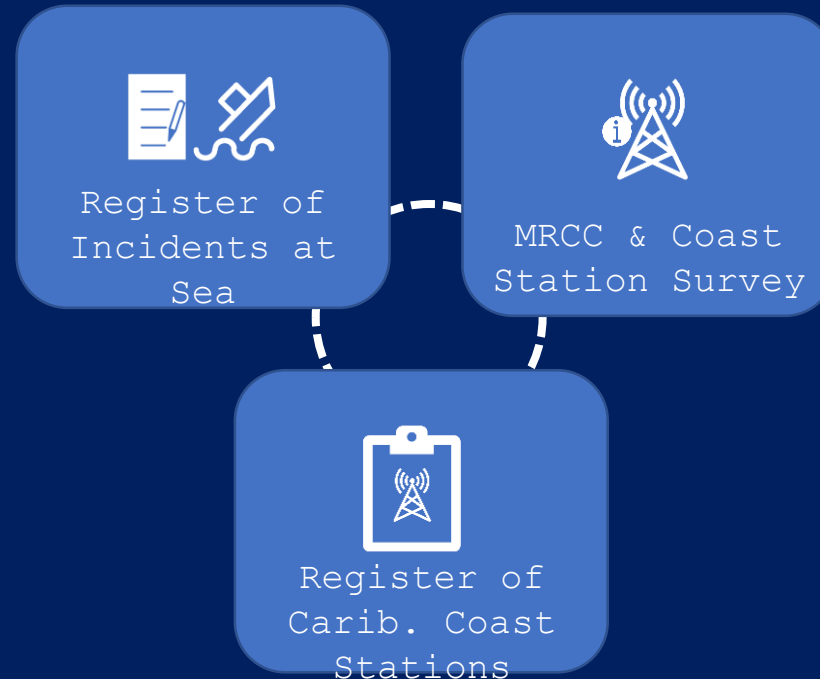 Register of
Incidents at
Sea
i
MRCC & Coast
Station Survey
Register of
Carib. Coast
Stations